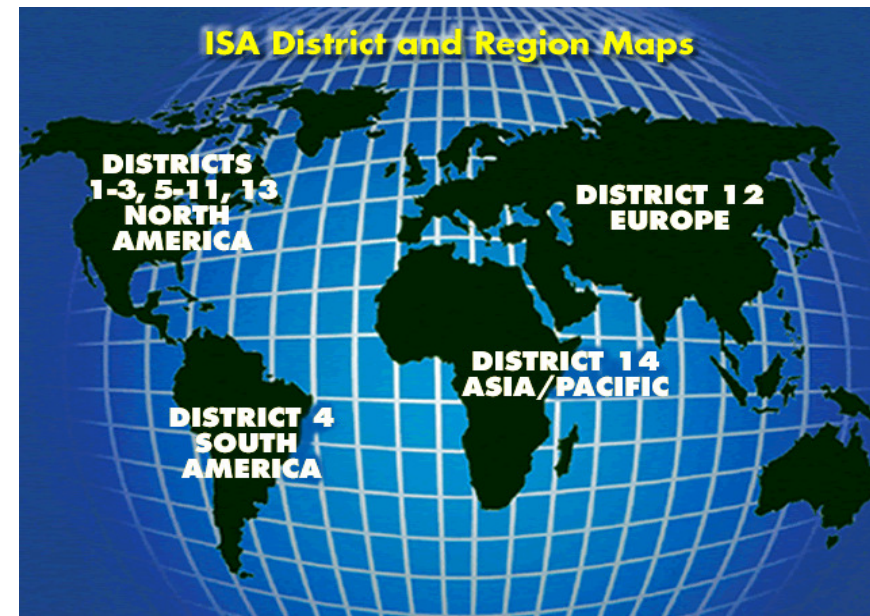 ISA District and Region Maps
DISTRICTS
1-3, 5-11, 13
NORTH
AMERICA
DISTRICT 12
EUROPE
DISTRICT 14
ASIA/PACIFIC
DISTRICT 4
SOUTH
AMERICA